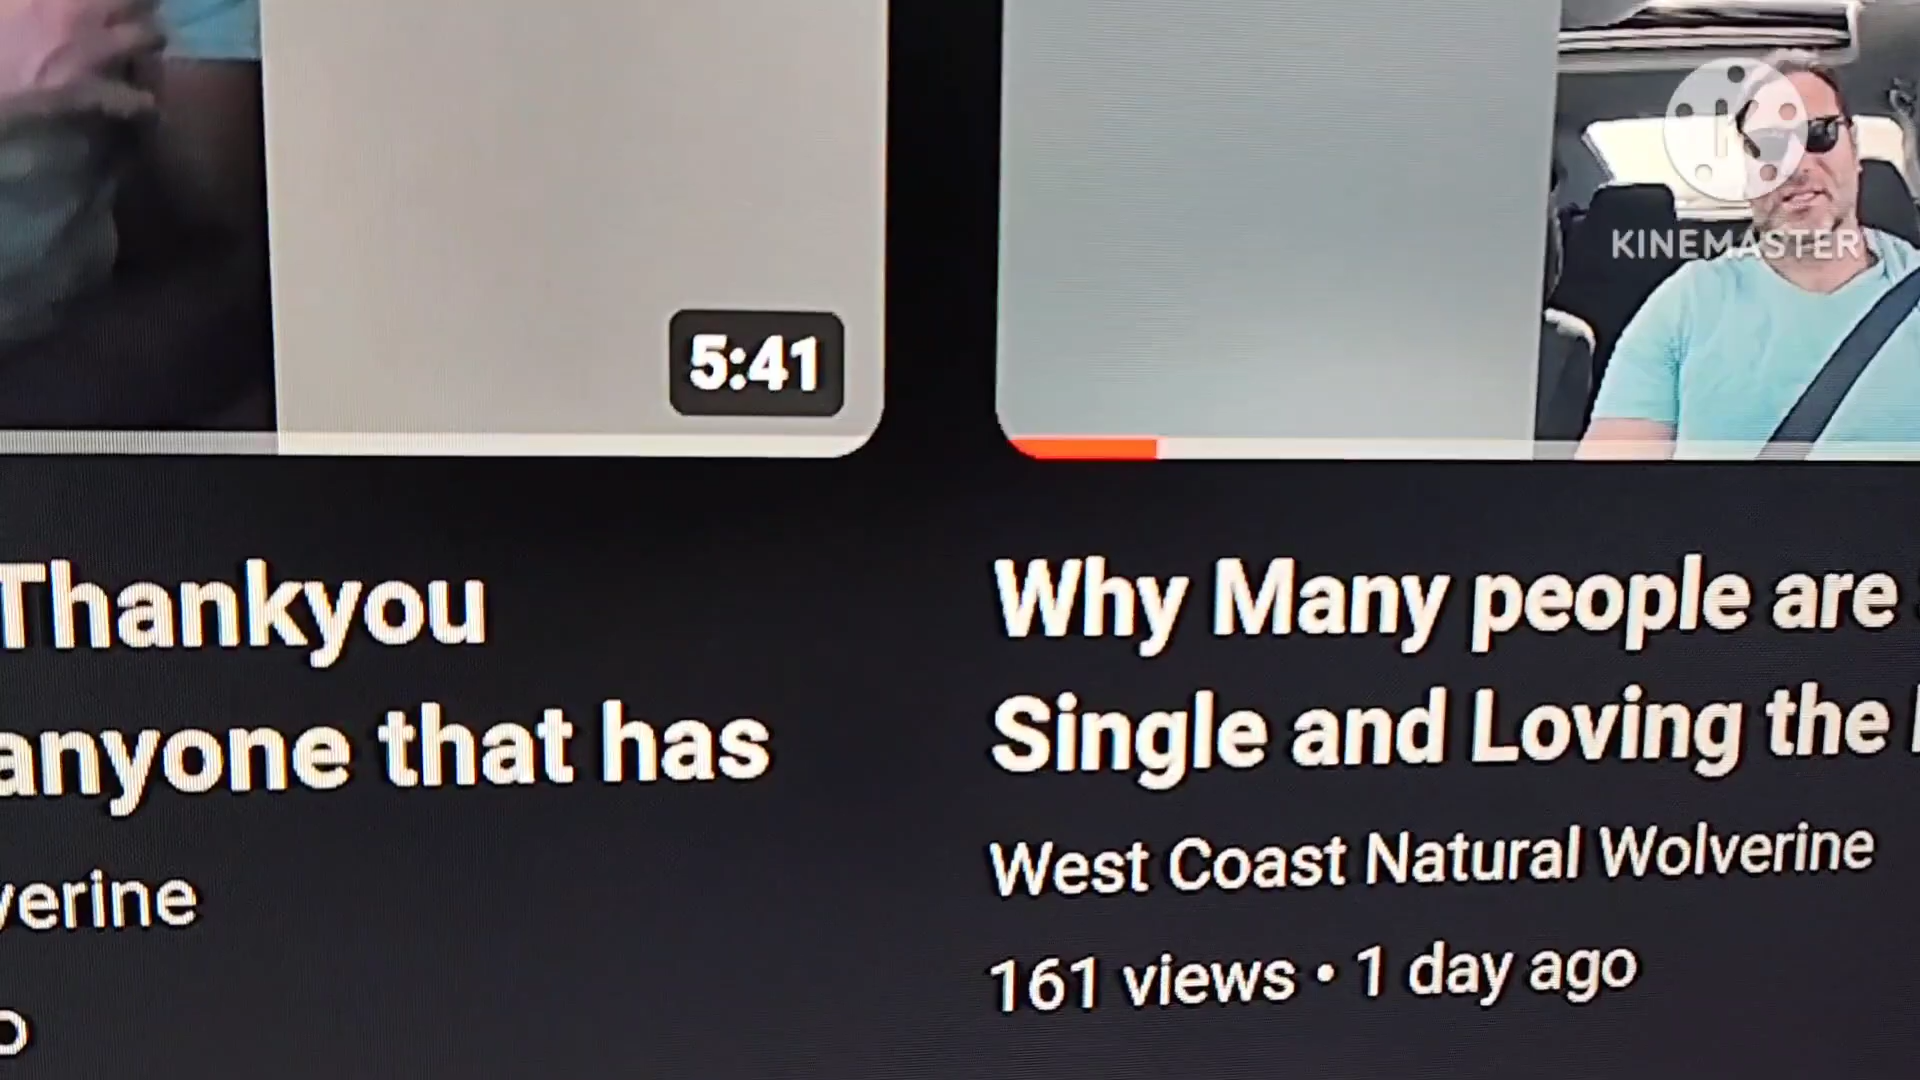 KINEMASTER
5:41
Thankyou
anyone that has
verine
o
Why Many people are
Single and Loving the
West Coast Natural Wolverine
161 views • 1 day ago